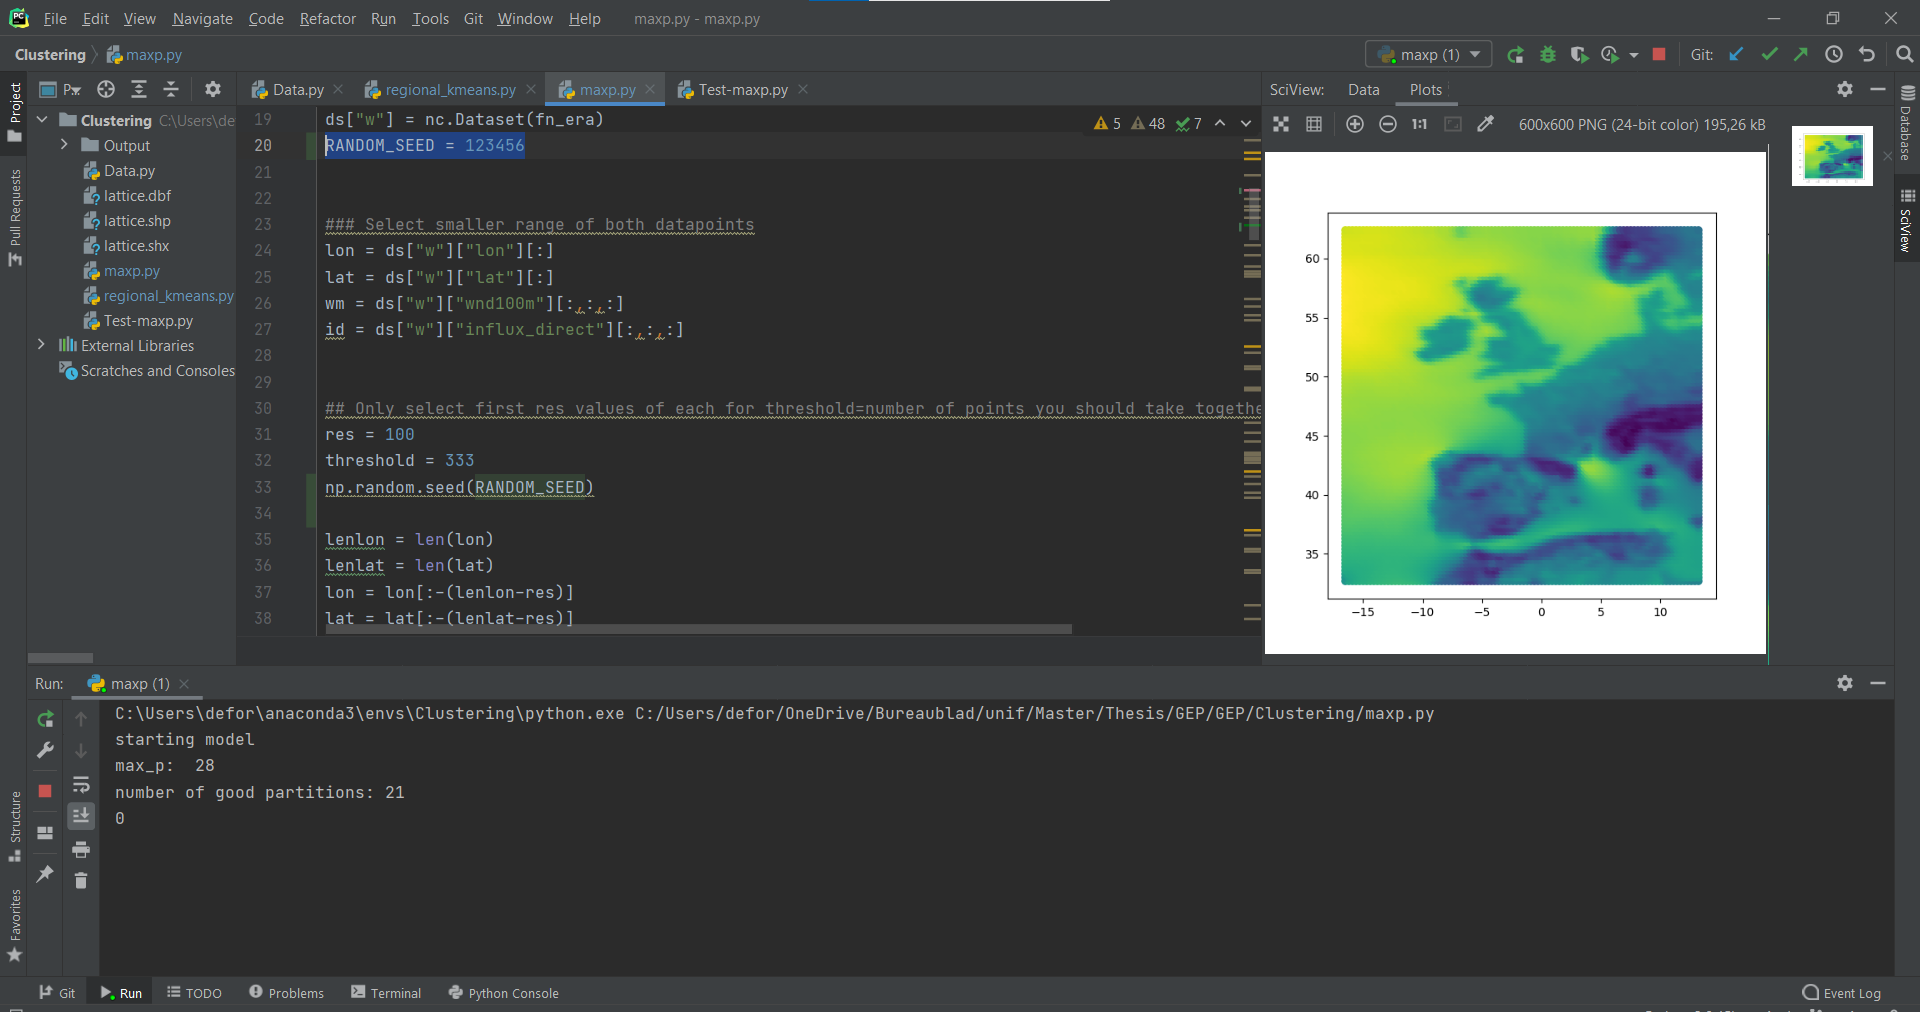 PC File Edit View Navigate Code Refactor Run Tools Git Window Help maxp.py - maxp.py
Clustering maxp.py maxp (1) Git:
P... Data.py regional_kmeans.py maxp.py Test-maxp.py SciView: Data Plots
Project
Pull Requests
Clustering C:\Users\de
Output
Data.py
lattice.dbf
lattice.shp
lattice.shx
maxp.py
regional_kmeans.py
Test-maxp.py
External Libraries
Scratches and Consoles
5 48 7
19 ds["w"] = nc.Dataset(fn_era)
20 RANDOM_SEED = 123456
21
22
23 ### Select smaller range of both datapoints
24 lon = ds["w"]["lon"][:]
25 lat = ds["w"]["lat"][:]
26 wm = ds["w"]["wnd100m"][:,:,:]
27 id = ds["w"]["influx_direct"][:,:,:]
28
29
30 ## Only select first res values of each for threshold=number of points you should take togethe
31 res = 100
32 threshold = 333
33 np.random.seed(RANDOM_SEED)
34
35 lenlon = len(lon)
36 lenlat = len(lat)
37 lon = lon[:-(lenlon-res)]
38 lat = lat[:-(lenlat-res)]
1:1 600x600 PNG (24-bit color) 195,26 kB
60
55
50
45
40
35
−15 −10 −5 0 5 10
Database
SciView
Run: maxp (1)
C:\Users\defor\anaconda3\envs\Clustering\python.exe C:/Users/defor/OneDrive/Bureaublad/unif/Master/Thesis/GEP/GEP/Clustering/maxp.py
starting model
max_p:  28
number of good partitions: 21
0
Structure
Favorites
Git Run TODO Problems Terminal Python Console Event Log